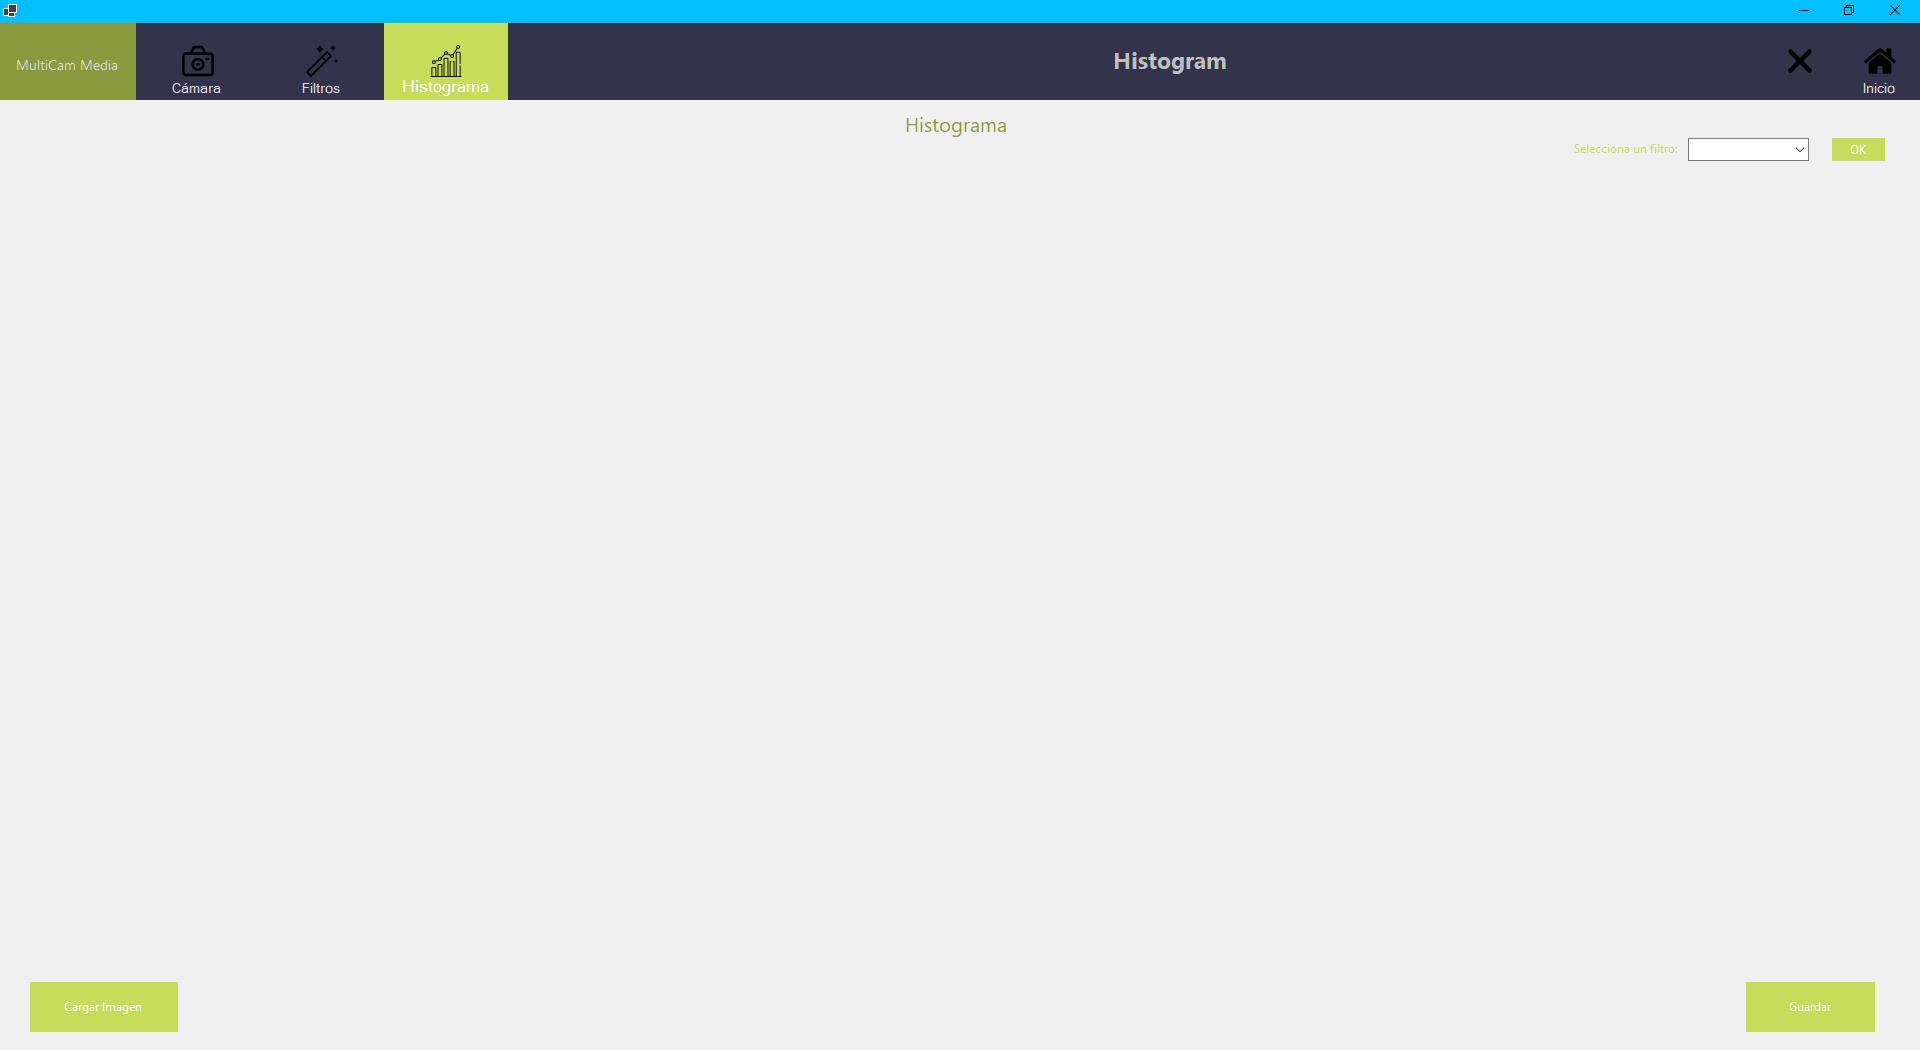 MultiCam Media
Cámara
Filtros
Histograma
Histogram
Inicio
Histograma
Selecciona un filtro:
OK
Cargar Imagen
Guardar